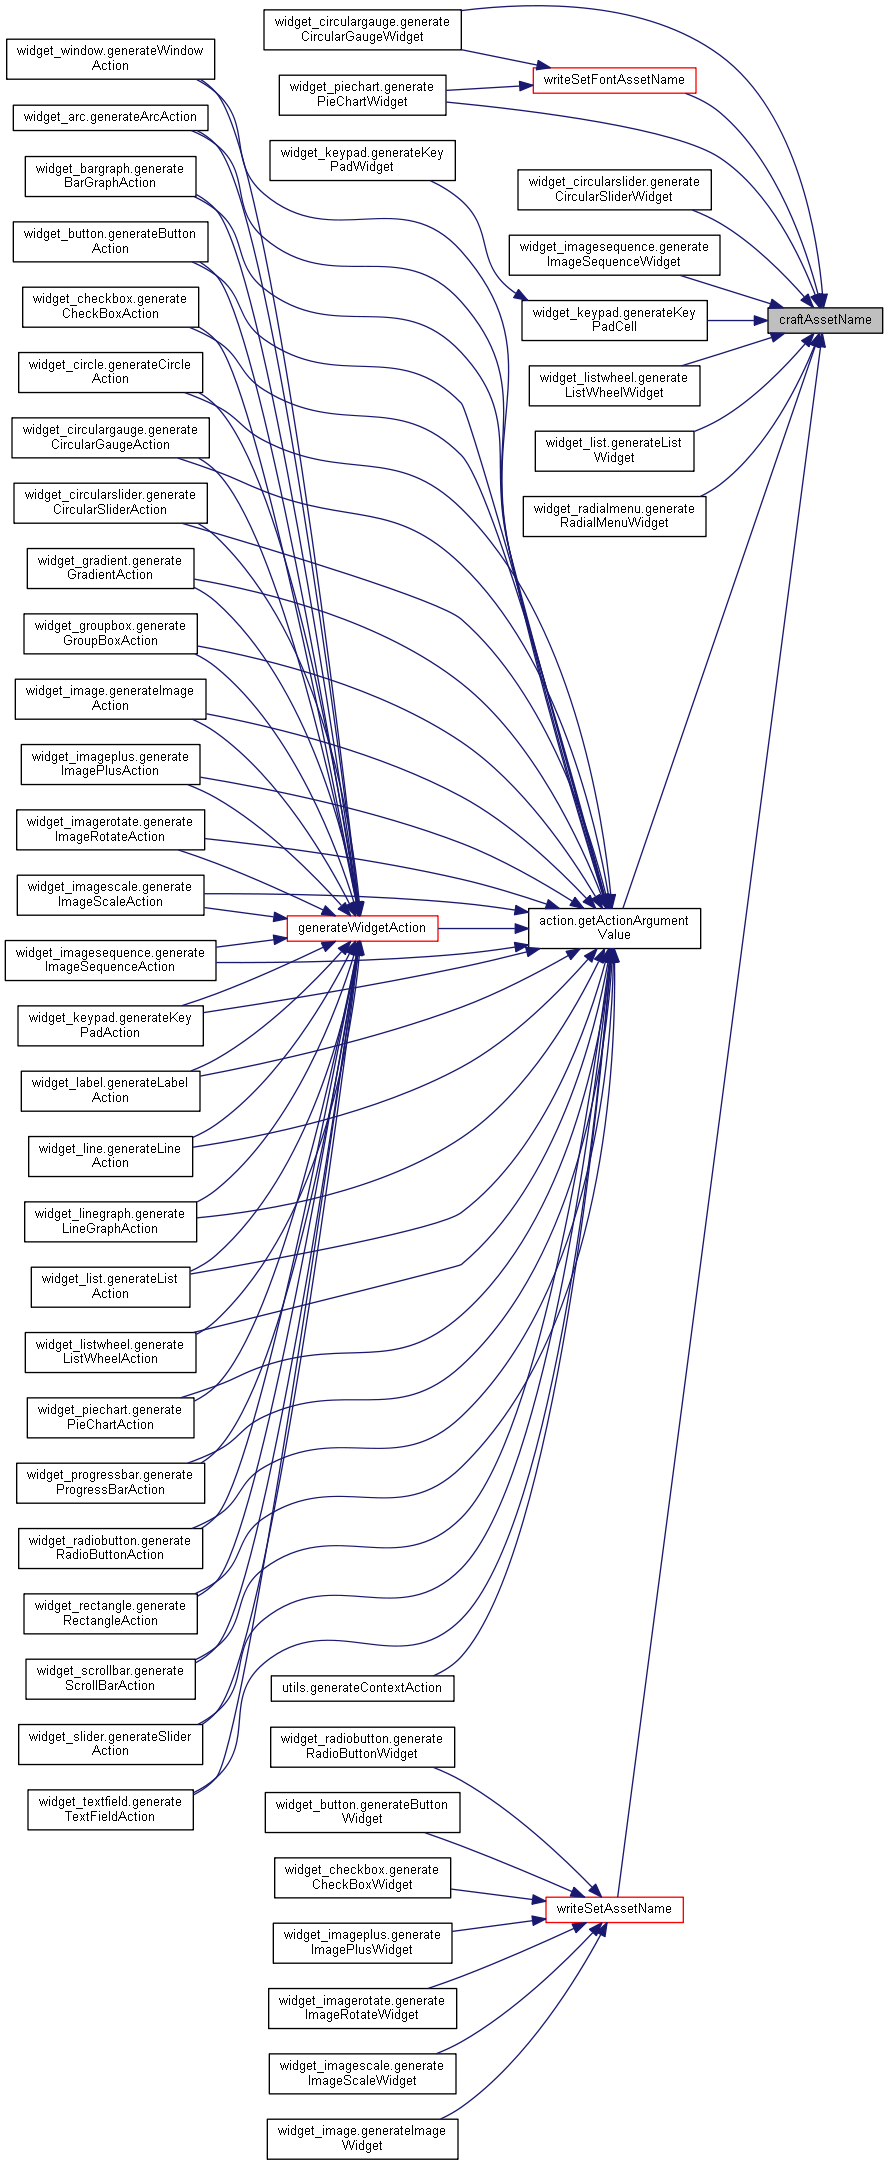 widget_circulargauge.generate
CircularGaugeWidget
widget_window.generateWindow
Action
writeSetFontAssetName
widget_piechart.generate
PieChartWidget
widget_arc.generateArcAction
widget_keypad.generateKey
PadWidget
widget_bargraph.generate
BarGraphAction
widget_circularslider.generate
CircularSliderWidget
widget_button.generateButton
Action
widget_imagesequence.generate
ImageSequenceWidget
widget_checkbox.generate
CheckBoxAction
widget_keypad.generateKey
PadCell
craftAssetName
widget_circle.generateCircle
Action
widget_listwheel.generate
ListWheelWidget
widget_circulargauge.generate
CircularGaugeAction
widget_list.generateList
Widget
widget_circularslider.generate
CircularSliderAction
widget_radialmenu.generate
RadialMenuWidget
widget_gradient.generate
GradientAction
widget_groupbox.generate
GroupBoxAction
widget_image.generateImage
Action
widget_imageplus.generate
ImagePlusAction
widget_imagerotate.generate
ImageRotateAction
widget_imagescale.generate
ImageScaleAction
generateWidgetAction
action.getActionArgument
Value
widget_imagesequence.generate
ImageSequenceAction
widget_keypad.generateKey
PadAction
widget_label.generateLabel
Action
widget_line.generateLine
Action
widget_linegraph.generate
LineGraphAction
widget_list.generateList
Action
widget_listwheel.generate
ListWheelAction
widget_piechart.generate
PieChartAction
widget_progressbar.generate
ProgressBarAction
widget_radiobutton.generate
RadioButtonAction
widget_rectangle.generate
RectangleAction
widget_scrollbar.generate
ScrollBarAction
utils.generateContextAction
widget_slider.generateSlider
Action
widget_radiobutton.generate
RadioButtonWidget
widget_textfield.generate
TextFieldAction
widget_button.generateButton
Widget
widget_checkbox.generate
CheckBoxWidget
writeSetAssetName
widget_imageplus.generate
ImagePlusWidget
widget_imagerotate.generate
ImageRotateWidget
widget_imagescale.generate
ImageScaleWidget
widget_image.generateImage
Widget